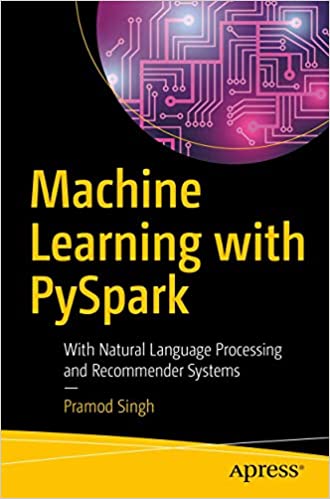 Machine
Learning with
PySpark
With Natural Language Processing
and Recommender Systems
—
Pramod Singh
Apress®